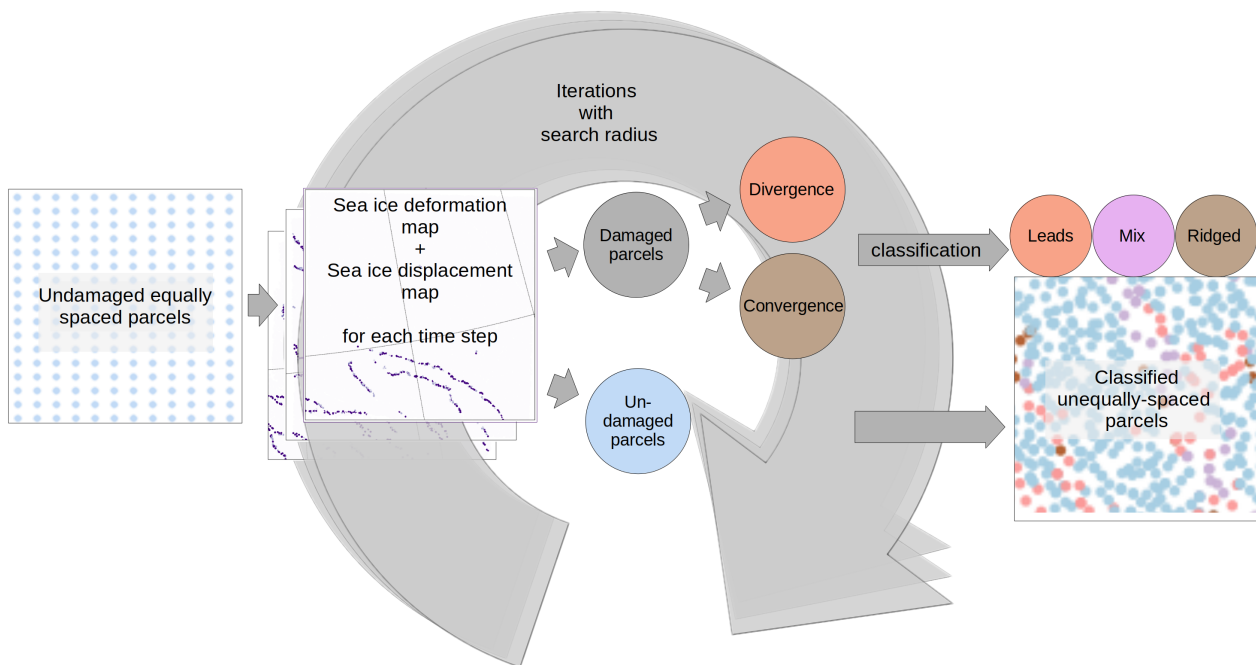 Iterations
with
search radius
Undamaged equally
spaced parcels
Sea ice deformation
map
+
Sea ice displacement
map
for each time step
Damaged
parcels
Un-
damaged
parcels
Divergence
Convergence
classification
Leads
Mix
Ridged
Classified
unequally-spaced
parcels